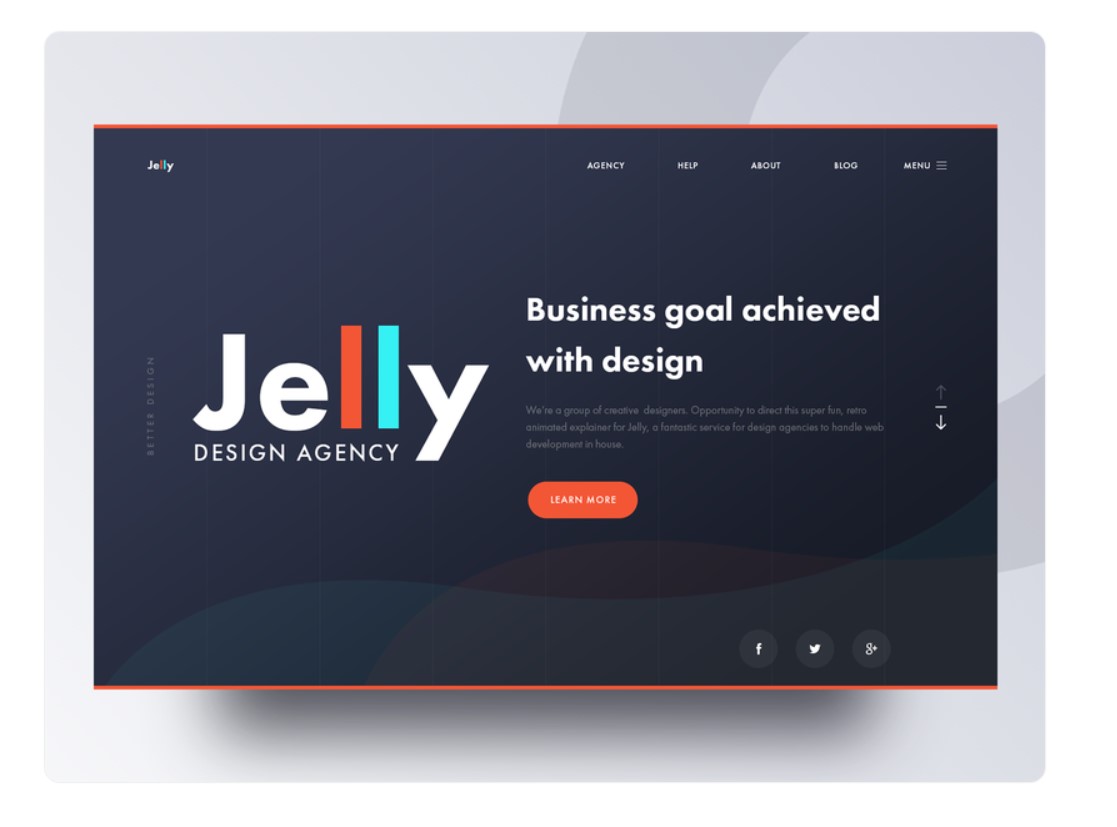 Jelly
AGENCY
HELP
ABOUT
BLOG
MENU
BETTER DESIGN
Jelly
DESIGN AGENCY
Business goal achieved
with design
We're a group of creative designers. Opportunity to direct this super fun, retro
animated explainer for Jelly, a fantastic service for design agencies to handle web
development in house.
LEARN MORE
f
g+